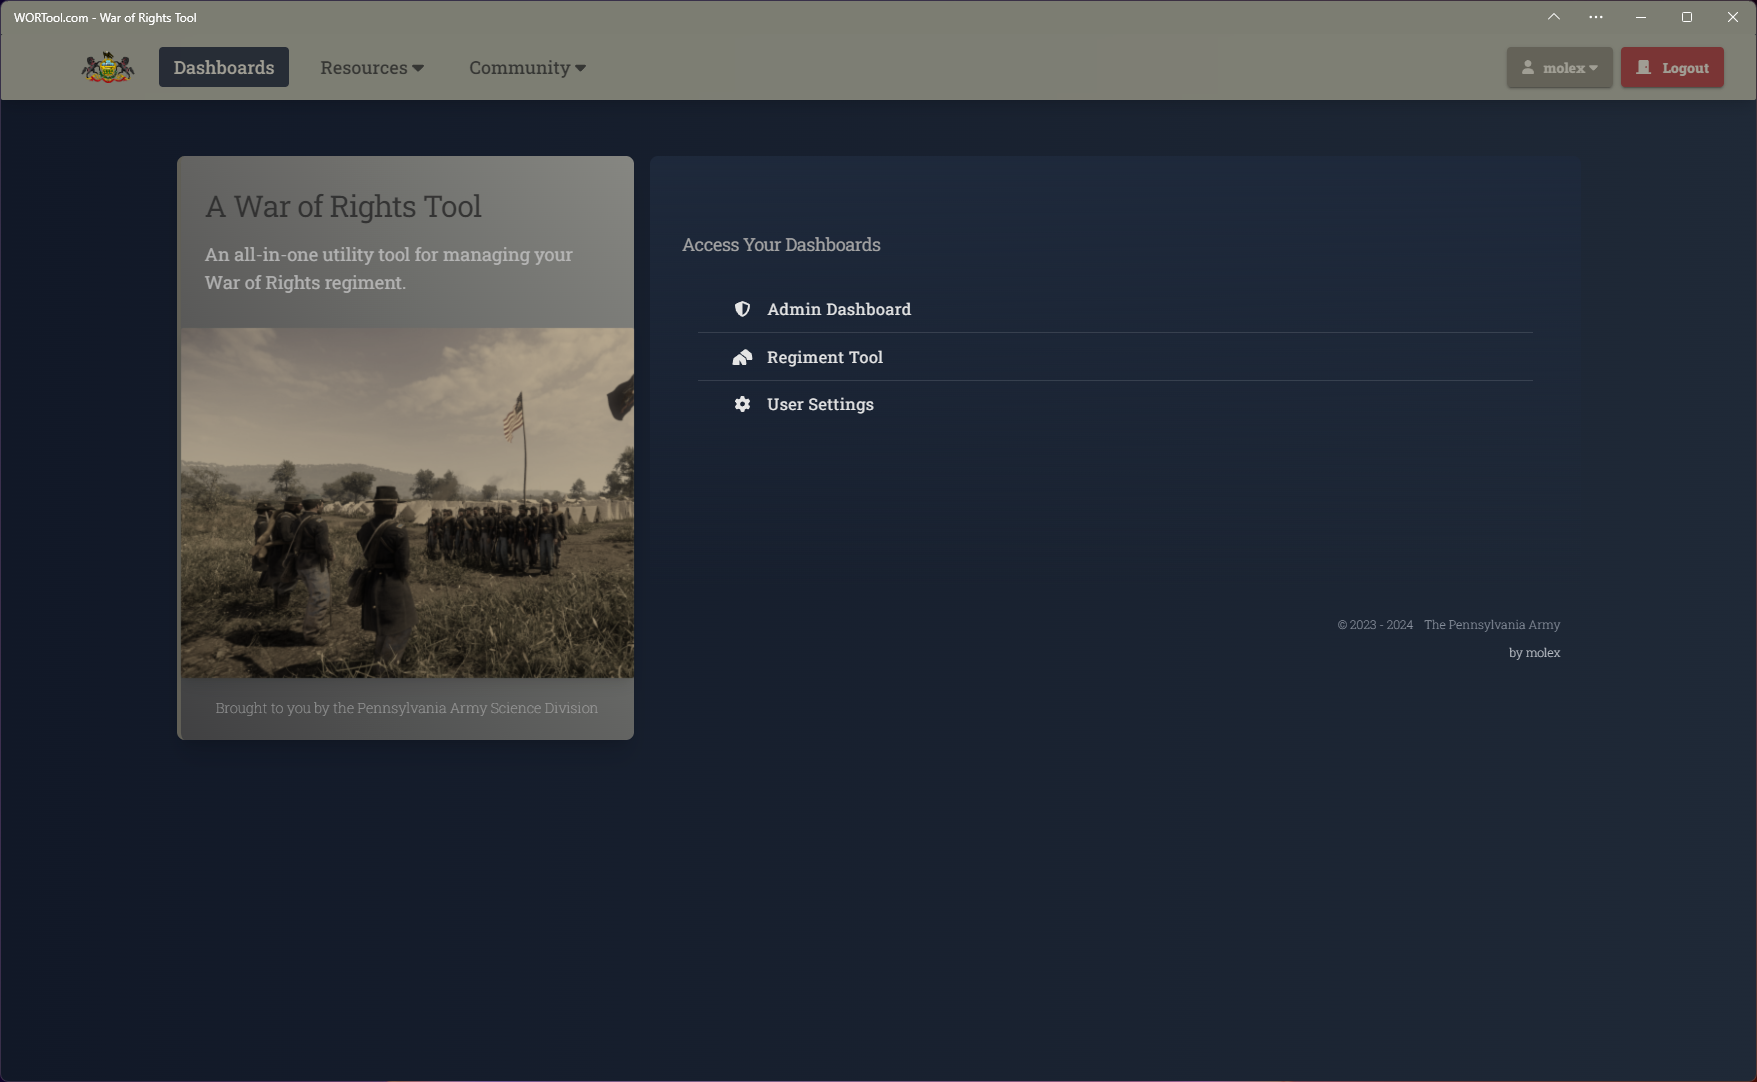 WORTool.com - War of Rights Tool
Dashboards
Resources
Community
molex
Logout
A War of Rights Tool
An all-in-one utility tool for managing your
War of Rights regiment.
Brought to you by the Pennsylvania Army Science Division
Access Your Dashboards
Admin Dashboard
Regiment Tool
User Settings
© 2023 - 2024 The Pennsylvania Army
by molex